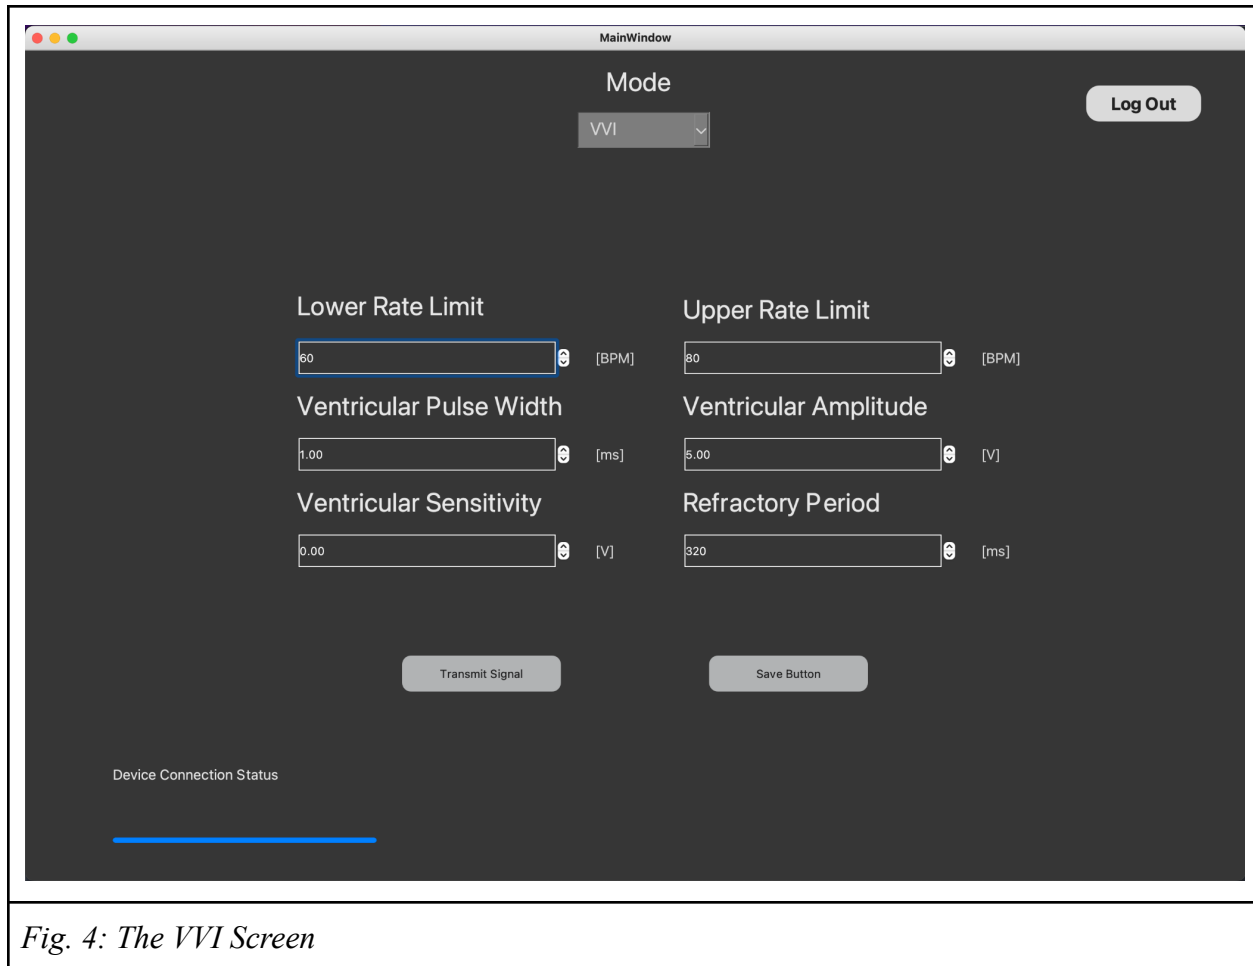 MainWindow
Mode
Log Out
VVI
Lower Rate Limit
Upper Rate Limit
60
[BPM]
80
[BPM]
Ventricular Pulse Width
Ventricular Amplitude
1.00
[ms]
5.00
[V]
Ventricular Sensitivity
Refractory Period
0.00
[V]
320
[ms]
Transmit Signal
Save Button
Device Connection Status
Fig. 4: The VVI Screen